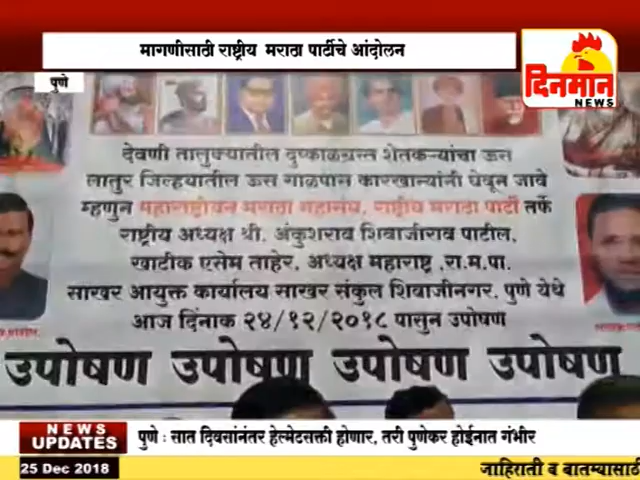 मागणीसाठी राष्ट्रीय मराठा पार्टीचे आंदोलन
दिनमान
NEWS
पुणे
देवणी तालुक्यातील दुष्काळग्रस्त शेतकऱ्यांचा ऊस
लातुर जिल्हयातील ऊस गाळपास कारखान्यांनी घेवुन जावे
म्हणुन महाराष्ट्रीयन मराठा महासंघ, राष्ट्रीय मराठा पार्टी तर्फे
राष्ट्रीय अध्यक्ष श्री. अंकुशराव शिवाजीराव पाटील,
खाटीक एसेम ताहेर, अध्यक्ष महाराष्ट्र .रा.म.पा.
साखर आयुक्त कार्यालय साखर संकुल शिवाजीनगर, पुणे येथे
आज दिंनाक २४/१२/२०१८ पासुन उपोषण
उपोषण उपोषण उपोषण उपोषण
NEWS
UPDATES
पुणे : सात दिवसांनंतर हेल्मेटसक्ती होणार, तरी पुणेकर होईनात गंभीर
25 Dec 2018
जाहिराती व बातम्यासाठी